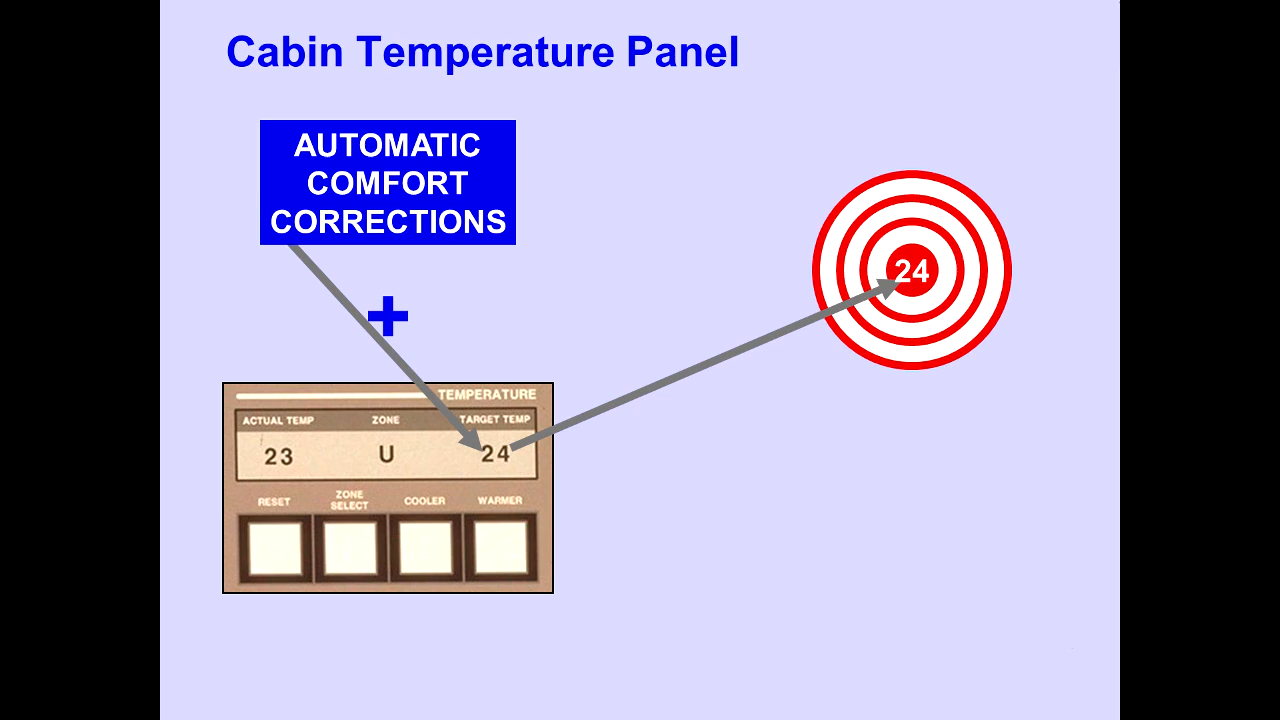 Cabin Temperature Panel
AUTOMATIC
COMFORT
CORRECTIONS
24
+
TEMPERATURE
ACTUAL TEMP ZONE TARGET TEMP
23 U 24
RESET ZONE SELECT COOLER WARMER